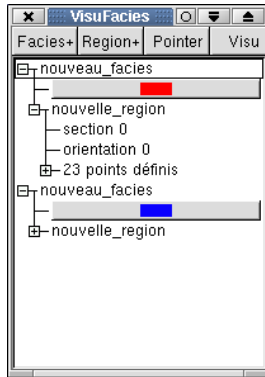 VisuFacies
Facies+ Region+ Pointer Visu
nouveau_facies
nouvelle_region
section 0
orientation 0
23 points définis
nouveau_facies
nouvelle_region